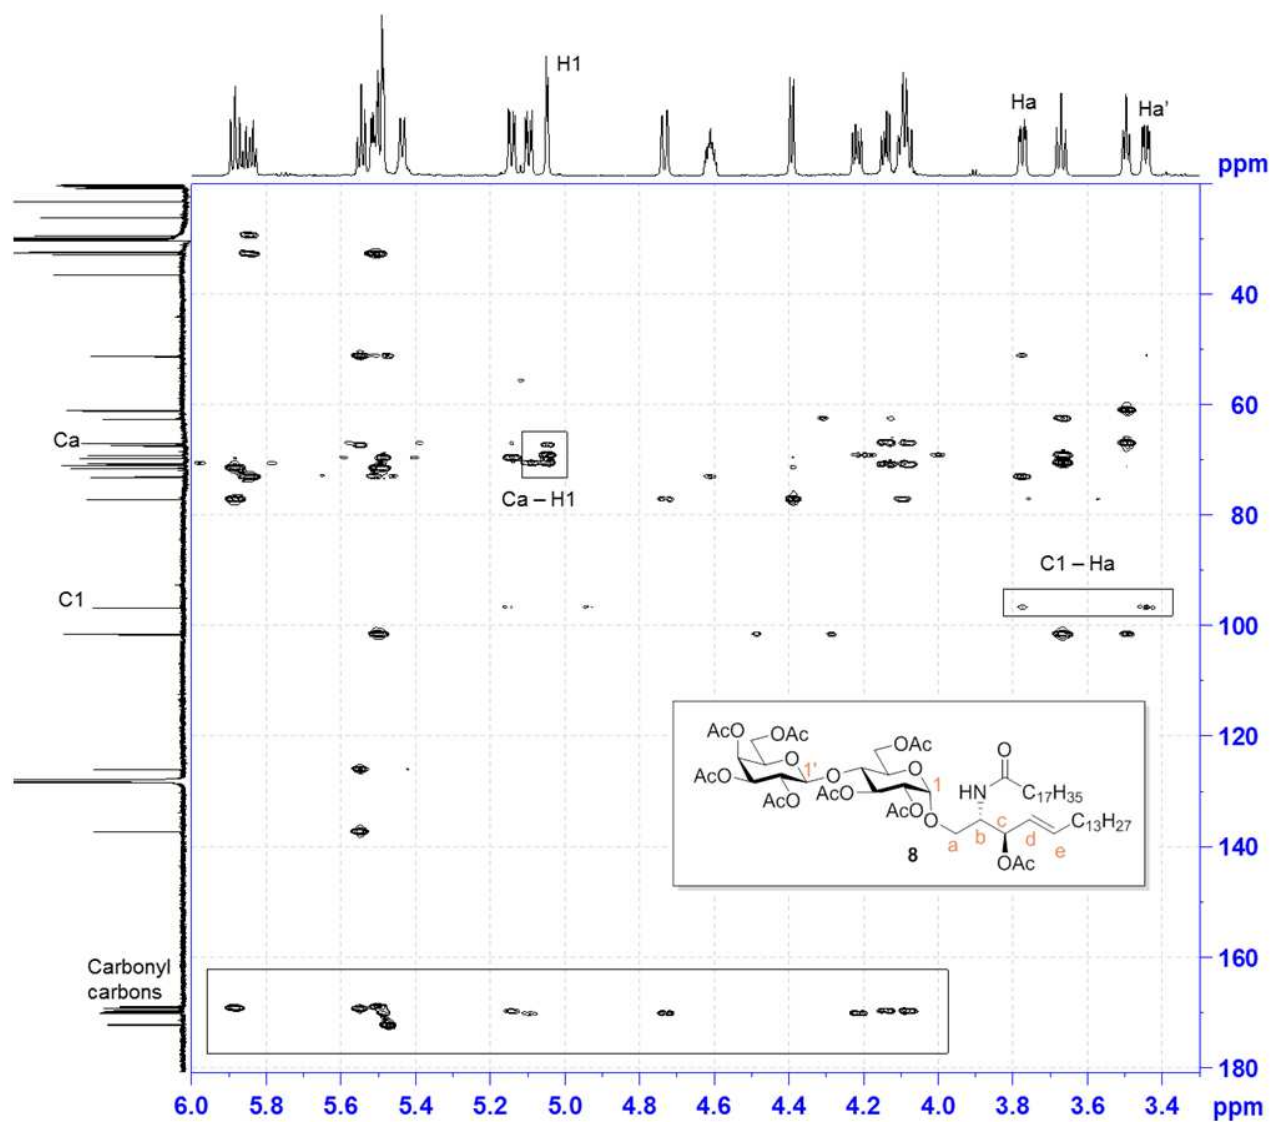 H1
Ha
Ha'
ppm
40
60
Ca
Ca – H1
80
C1 – Ha
C1
100
120
AcO
OAc
OAc
O
AcO
O
1'
O
O
1
HN
C17H35
AcO
OAc
AcO
AcO
O
C13H27
a
b
c
d
e
8
OAc
140
Carbonyl
carbons
160
180
6.0 5.8 5.6 5.4 5.2 5.0 4.8 4.6 4.4 4.2 4.0 3.8 3.6 3.4 ppm